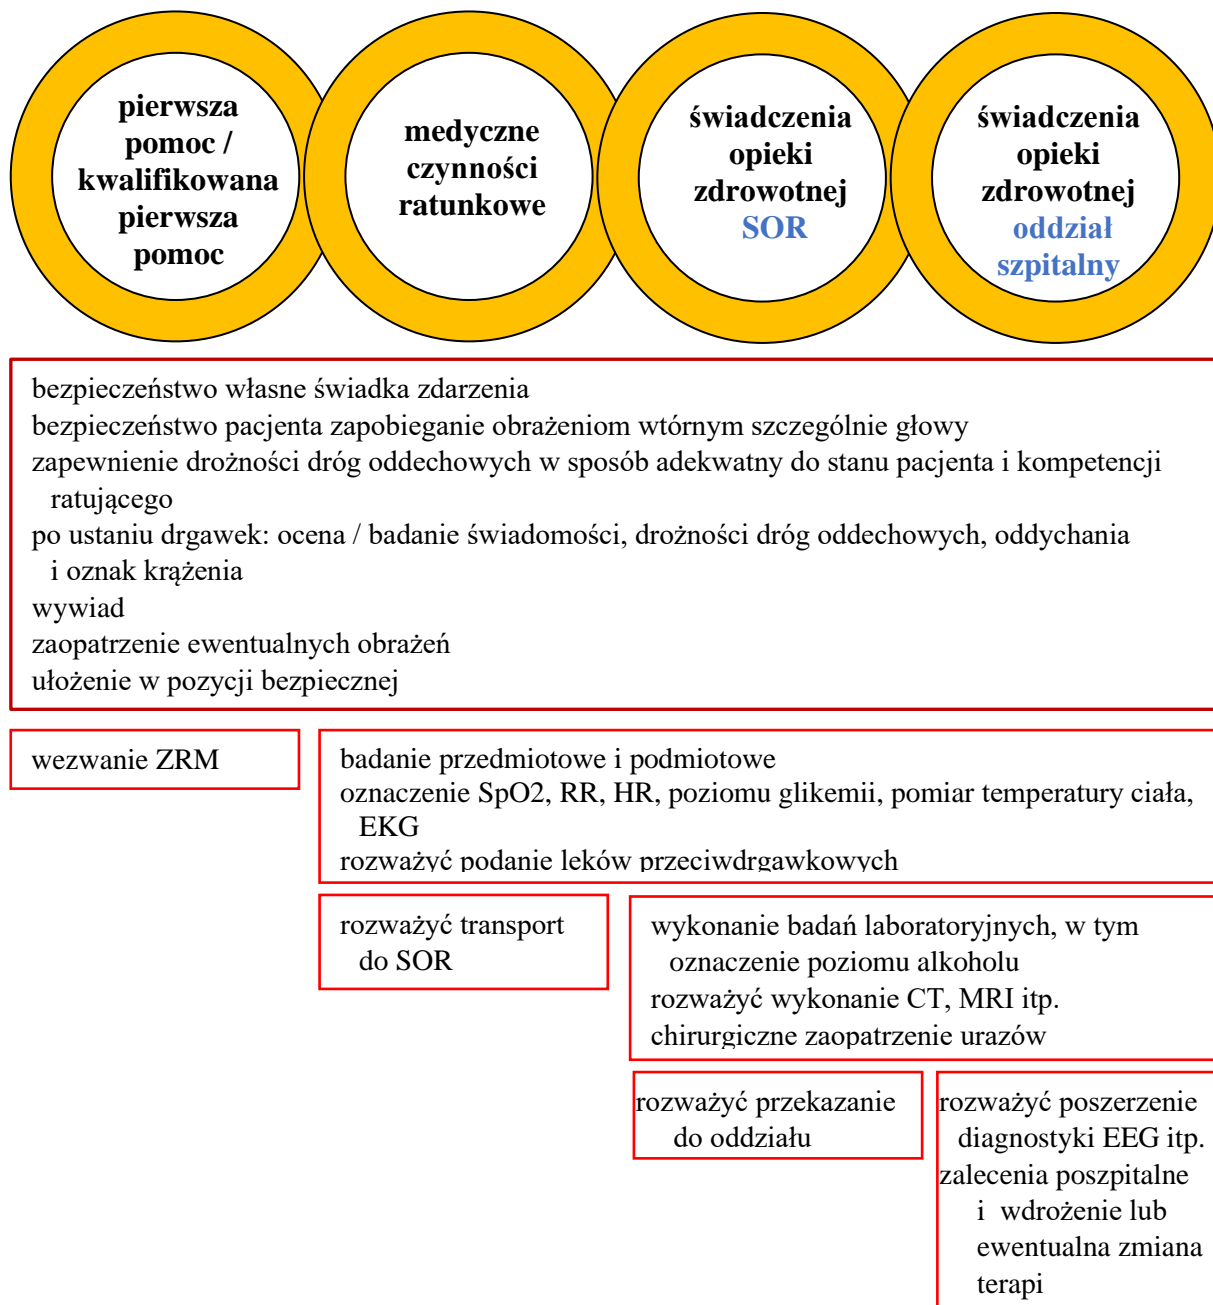 pierwsza
pomoc /
kwalifikowana
pierwsza
pomoc
medyczne
czynności
ratunkowe
świadczenia
opieki
zdrowotnej
SOR
świadczenia
opieki
zdrowotnej
oddział
szpitalny
bezpieczeństwo własne świadka zdarzenia
bezpieczeństwo pacjenta zapobieganie obrażeniom wtórnym szczególnie głowy
zapewnienie drożności dróg oddechowych w sposób adekwatny do stanu pacjenta i kompetencji
ratującego
po ustaniu drgawek: ocena / badanie świadomości, drożności dróg oddechowych, oddychania
i oznak krążenia
wywiad
zaopatrzenie ewentualnych obrażeń
ułożenie w pozycji bezpiecznej
wezwanie ZRM
badanie przedmiotowe i podmiotowe
oznaczenie SpO2, RR, HR, poziomu glikemii, pomiar temperatury ciała,
EKG
rozważyć podanie leków przeciwdrgawkowych
rozważyć transport
do SOR
wykonanie badań laboratoryjnych, w tym
oznaczenie poziomu alkoholu
rozważyć wykonanie CT, MRI itp.
chirurgiczne zaopatrzenie urazów
rozważyć przekazanie
do oddziału
rozważyć poszerzenie
diagnostyki EEG itp.
zalecenia poszpitalne
i wdrożenie lub
ewentualna zmiana
terapi